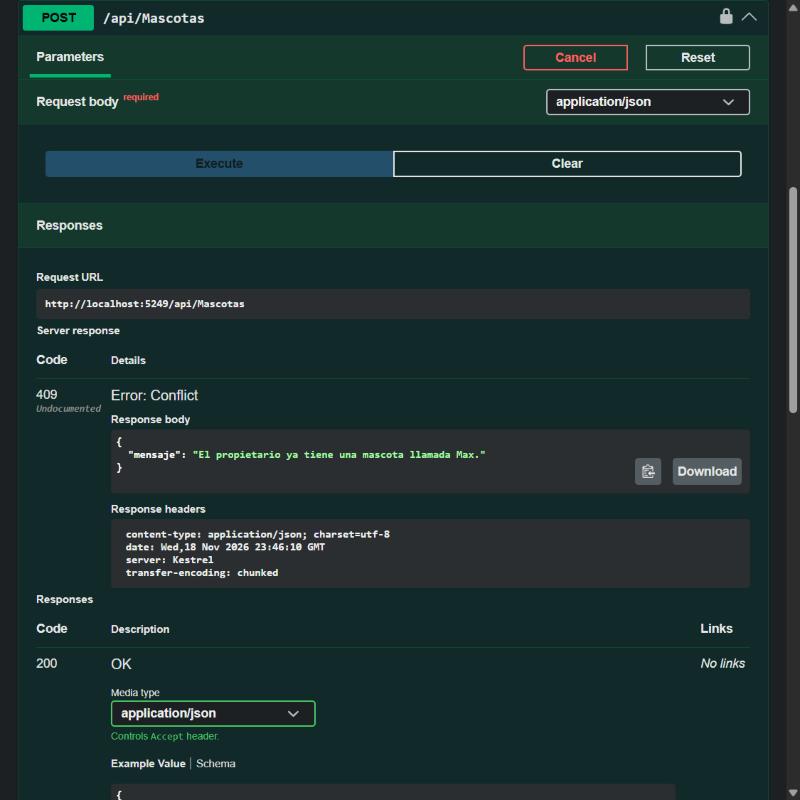 POST /api/Mascotas
Parameters Cancel Reset
Request body required application/json
Execute Clear
Responses
Request URL
http://localhost:5249/api/Mascotas
Server response
Code Details
409 Error: Conflict
Undocumented
Response body
{
"mensaje": "El propietario ya tiene una mascota llamada Max."
}
Download
Response headers
content-type: application/json; charset=utf-8
date: Wed,18 Nov 2026 23:46:10 GMT
server: Kestrel
transfer-encoding: chunked
Responses
Code Description Links
200 OK No links
Media type
application/json
Controls Accept header.
Example Value | Schema
{